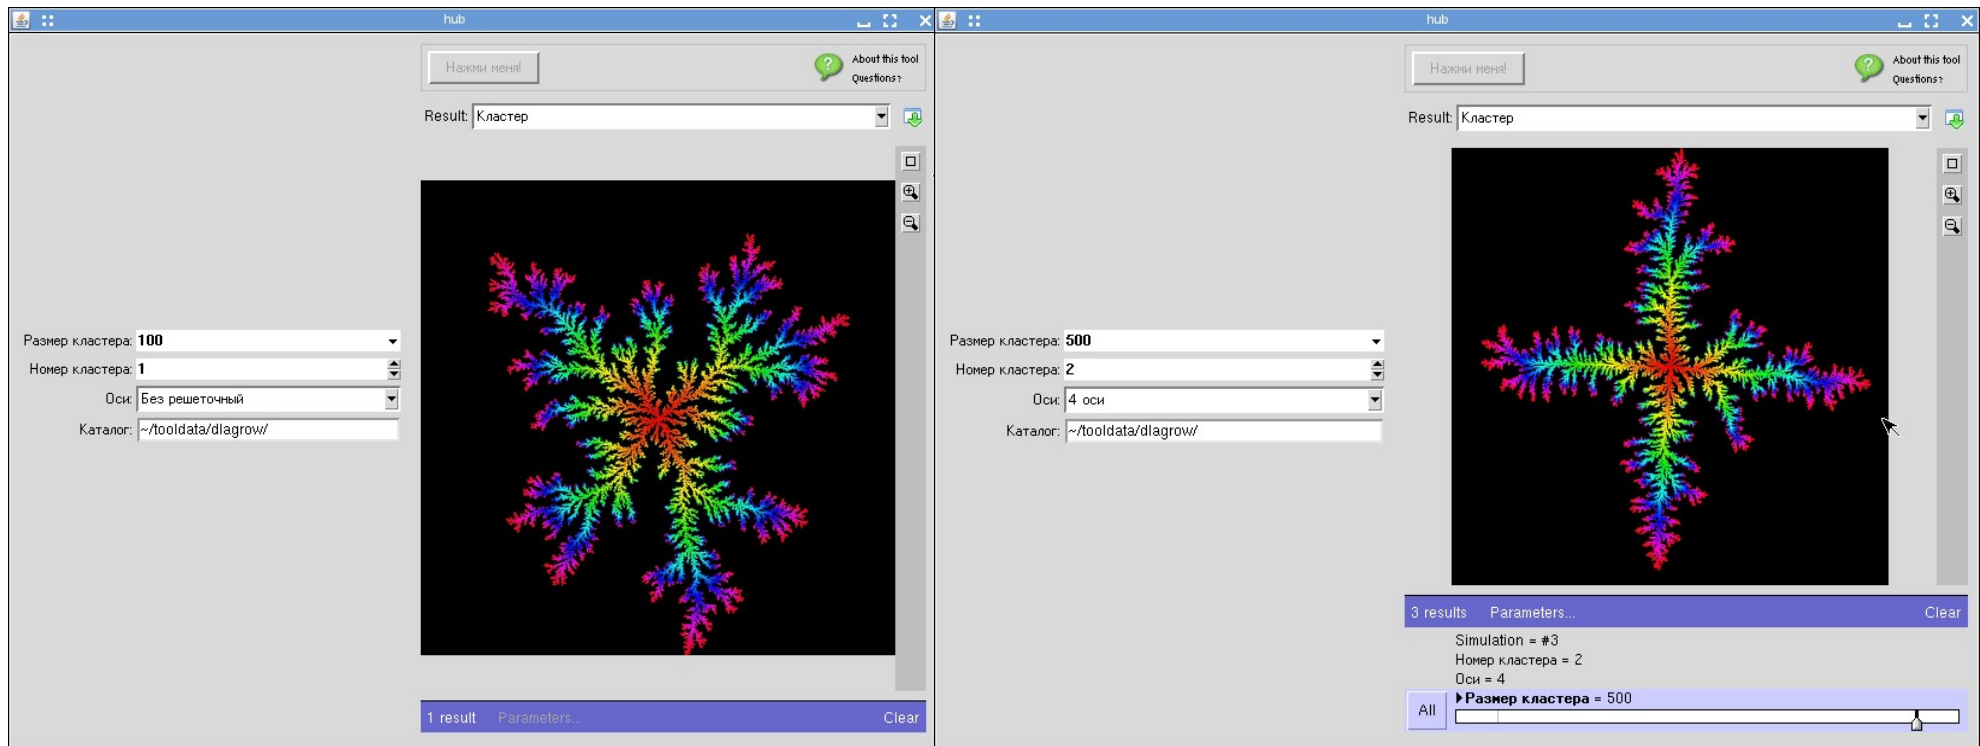 hub
Нажми меня!
About this tool
Questions?
Result: Кластер
Размер кластера: 100
Номер кластера: 1
Оси: Без решеточный
Каталог: ~/tooldata/dlagrow/
1 result Parameters... Clear
hub
Нажми меня!
About this tool
Questions?
Result: Кластер
Размер кластера: 500
Номер кластера: 2
Оси: 4 оси
Каталог: ~/tooldata/dlagrow/
3 results Parameters... Clear
Simulation = #3
Номер кластера = 2
Оси = 4
All
Размер кластера = 500